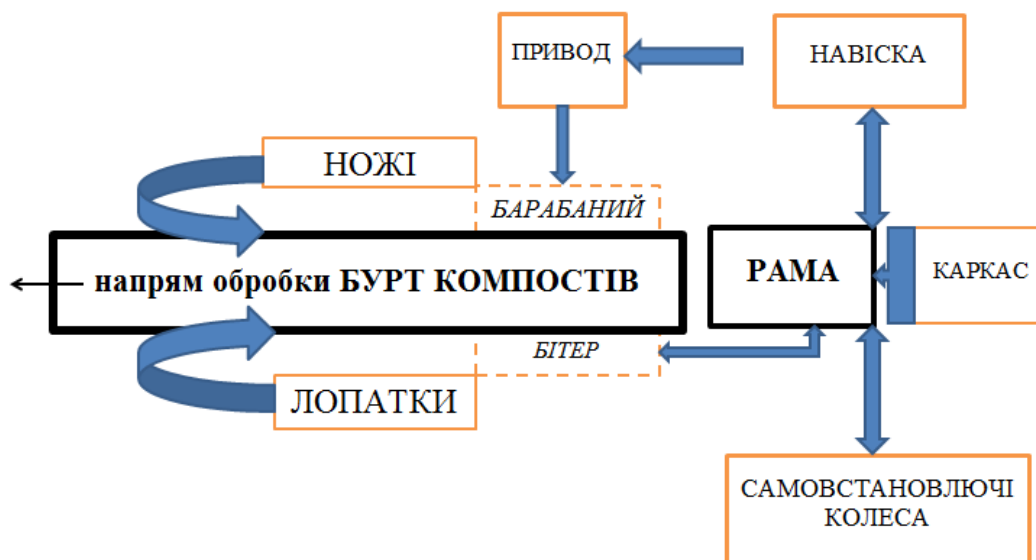 ПРИВОД
НАВІСКА
НОЖІ
БАРАБАНИЙ
напрям обробки БУРТ КОМПОСТІВ
РАМА
КАРКАС
БІТЕР
ЛОПАТКИ
САМОВСТАНОВЛЮЧІ
КОЛЕСА